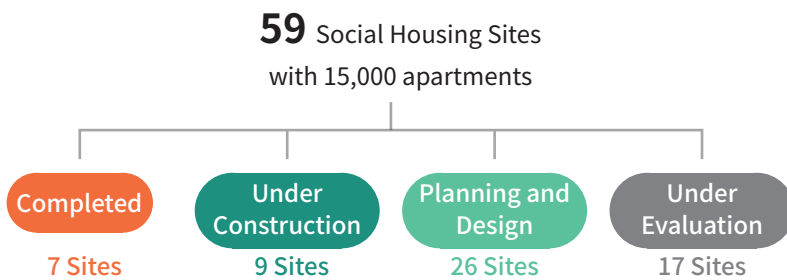 59 Social Housing Sites
with 15,000 apartments
Completed
7 Sites
Under
Construction
9 Sites
Planning and
Design
26 Sites
Under
Evaluation
17 Sites